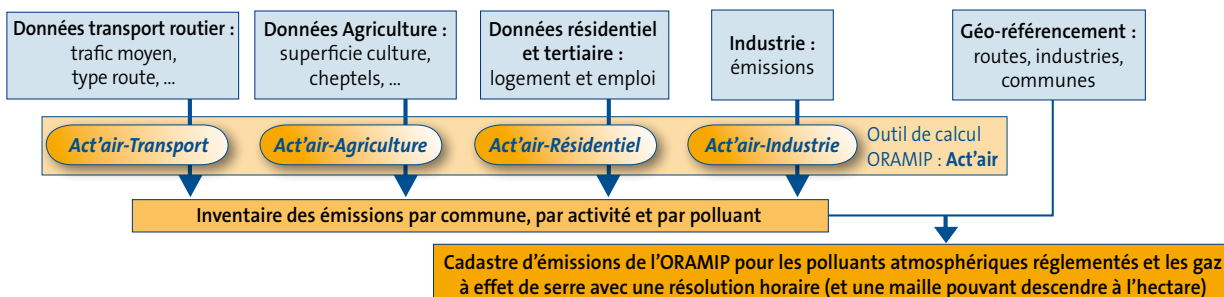 Données transport routier :
trafic moyen,
type route, ...
Données Agriculture :
superficie culture,
cheptels, ...
Données résidentiel
et tertiaire :
logement et emploi
Industrie :
émissions
Géo-référencement :
routes, industries,
communes
Act'air-Transport
Act'air-Agriculture
Act'air-Résidentiel
Act'air-Industrie
Outil de calcul
ORAMIP : Act'air
Inventaire des émissions par commune, par activité et par polluant
Cadastre d'émissions de l'ORAMIP pour les polluants atmosphériques réglementés et les gaz
à effet de serre avec une résolution horaire (et une maille pouvant descendre à l'hectare)